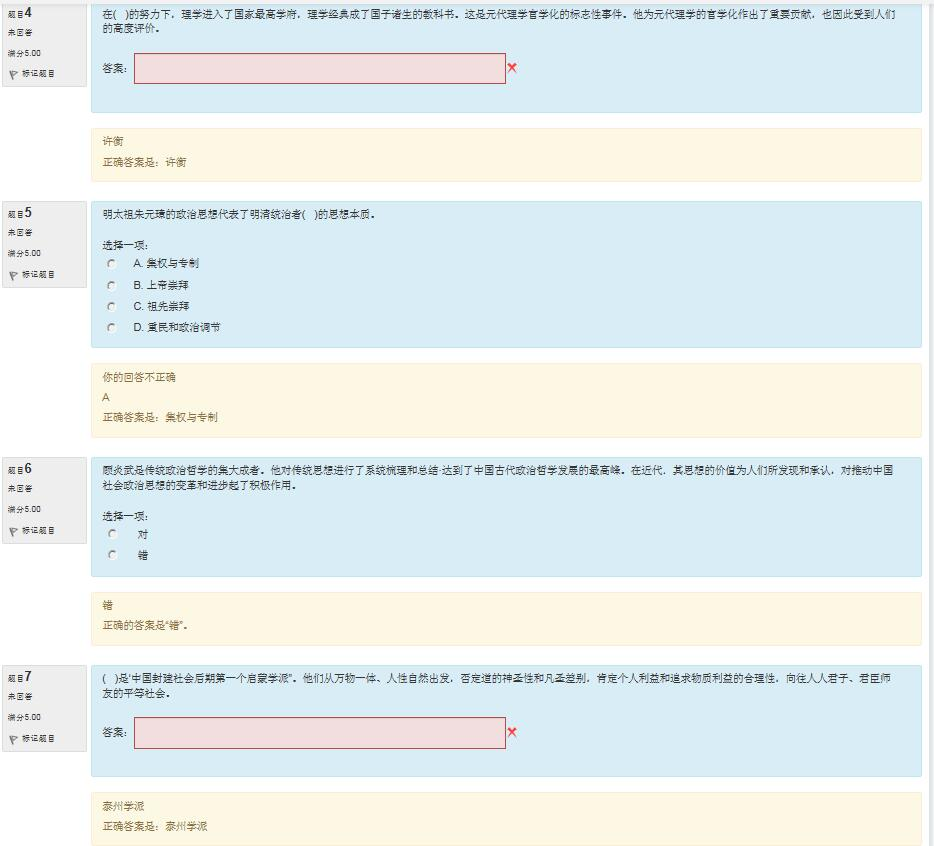 题目4
未回答
满分5.00
标记题目
在( )的努力下，理学进入了国家最高学府，理学经典成了国子诸生的教科书。这是元代理学官学化的标志性事件。他为元代理学的官学化作出了重要贡献，也因此受到人们
的高度评价。
答案：
许衡
正确答案是：许衡
题目5
未回答
满分5.00
标记题目
明太祖朱元璋的政治思想代表了明清统治者( )的思想本质。
选择一项：
A. 集权与专制
B. 上帝崇拜
C. 祖先崇拜
D. 重民和政治调节
你的回答不正确
A
正确答案是：集权与专制
题目6
未回答
满分5.00
标记题目
顾炎武是传统政治哲学的集大成者。他对传统思想进行了系统梳理和总结·达到了中国古代政治哲学发展的最高峰。在近代，其思想的价值为人们所发现和承认，对推动中国
社会政治思想的变革和进步起了积极作用。
选择一项：
对
错
错
正确的答案是“错”。
题目7
未回答
满分5.00
标记题目
( )是‘中国封建社会后期第一个启蒙学派”。他们从万物一体、人性自然出发，否定道的神圣性和凡圣差别，肯定个人利益和追求物质利益的合理性，向往人人君子、君臣师
友的平等社会。
答案：
泰州学派
正确答案是：泰州学派